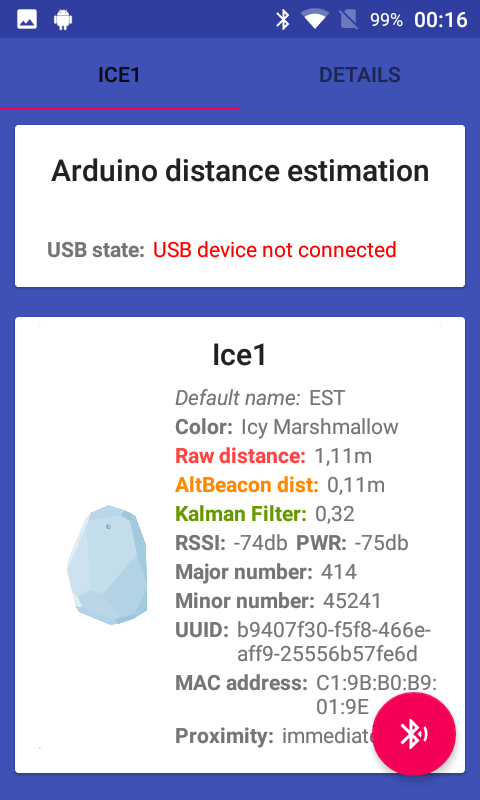 99% 00:16
ICE1 DETAILS
Arduino distance estimation
USB state: USB device not connected
Ice1
Default name: EST
Color: Icy Marshmallow
Raw distance: 1,11m
AltBeacon dist: 0,11m
Kalman Filter: 0,32
RSSI: -74db PWR: -75db
Major number: 414
Minor number: 45241
UUID: b9407f30-f5f8-466e-
aff9-25556b57fe6d
MAC address: C1:9B:B0:B9:
01:9E
Proximity: immediate